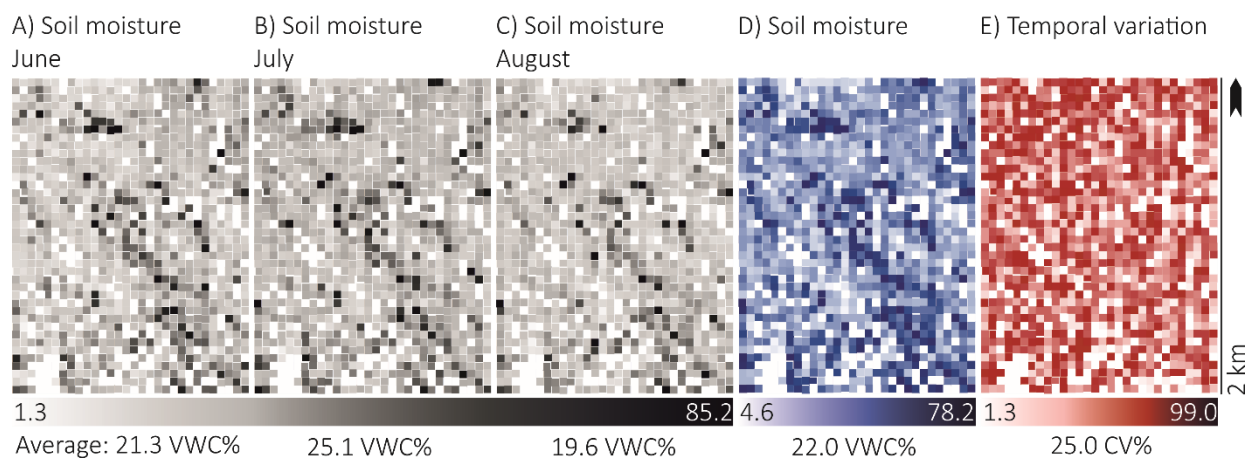 A) Soil moisture
June
B) Soil moisture
July
C) Soil moisture
August
D) Soil moisture
E) Temporal variation
2 km
1.3 85.2
4.6 78.2
1.3 99.0
Average: 21.3 VWC% 25.1 VWC% 19.6 VWC% 22.0 VWC% 25.0 CV%